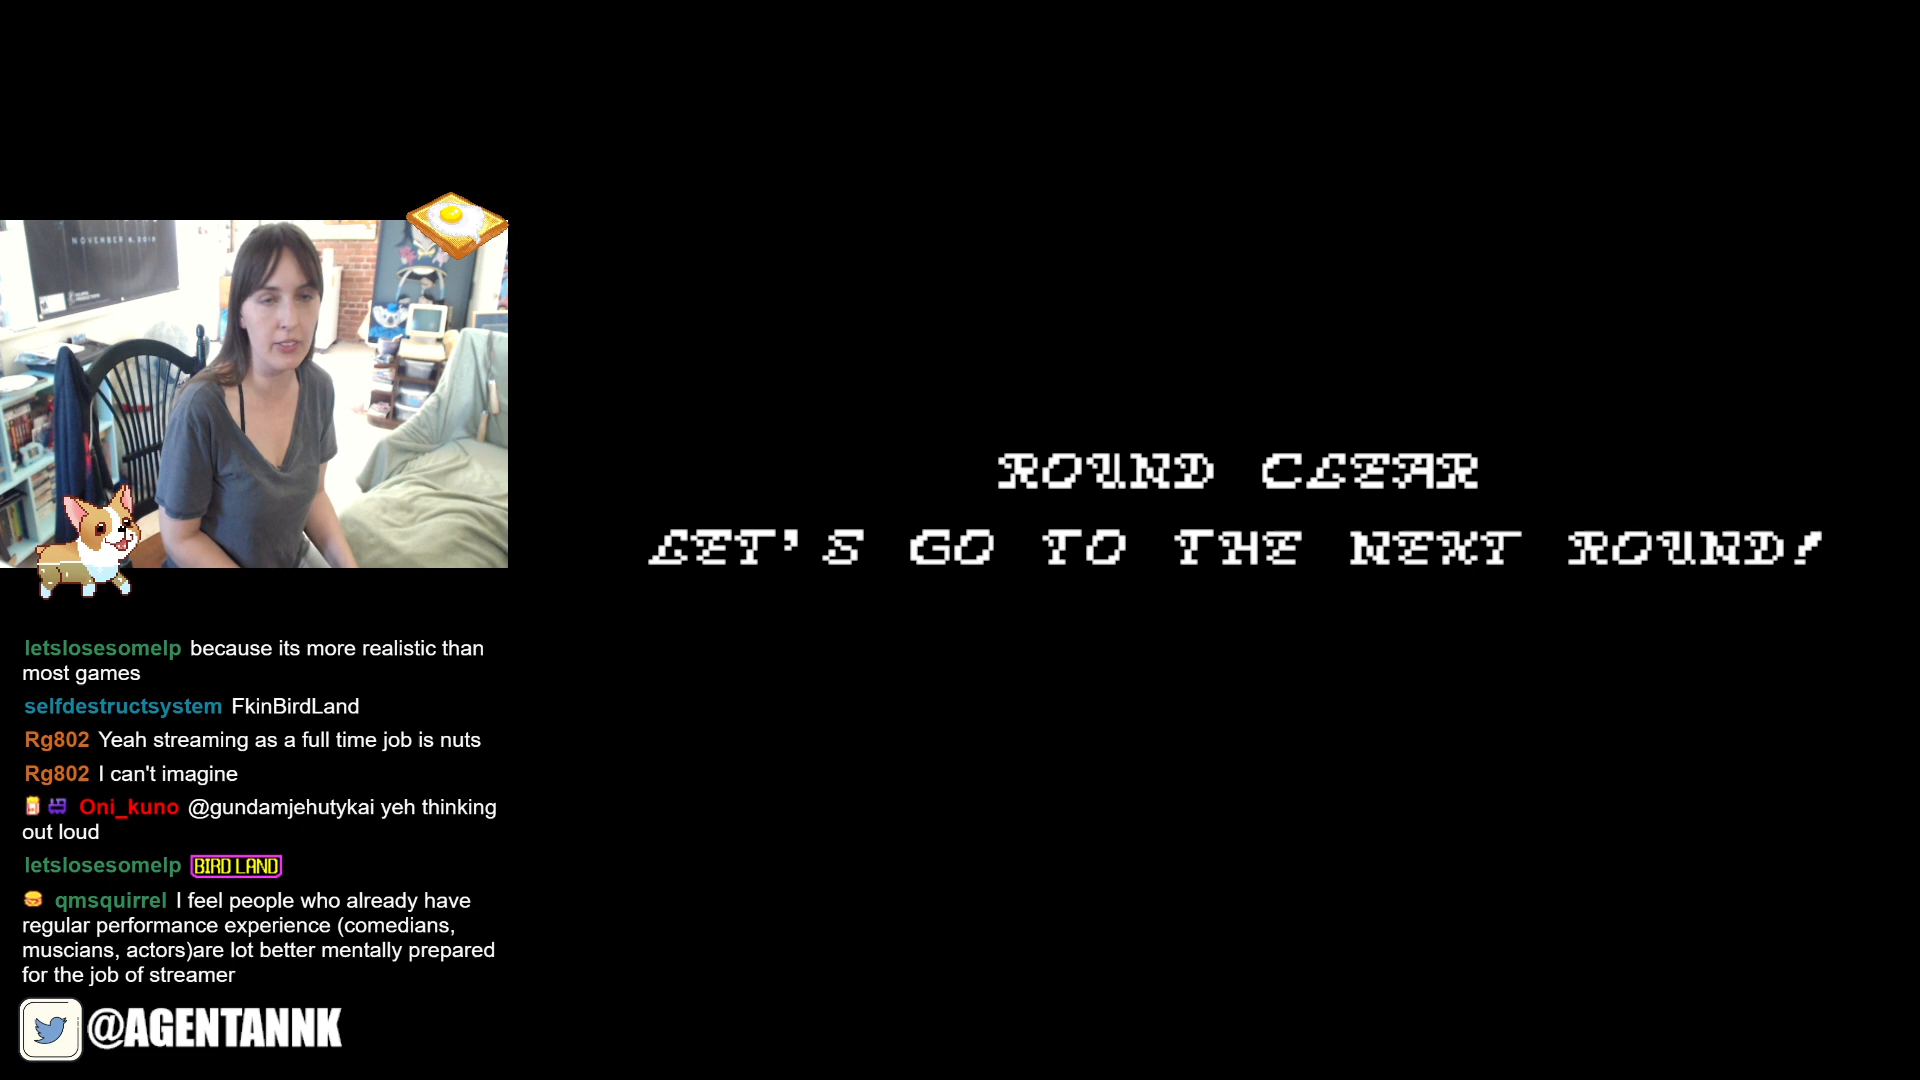 NOVEMBER 8, 2019
ROUND CLEAR
LET'S GO TO THE NEXT ROUND!
letslosesomelp because its more realistic than
most games
selfdestructsystem FkinBirdLand
Rg802 Yeah streaming as a full time job is nuts
Rg802 I can't imagine
Oni_kuno @gundamjehutykai yeh thinking
out loud
letslosesomelp BIRD LAND
qmsquirrel I feel people who already have
regular performance experience (comedians,
muscians, actors)are lot better mentally prepared
for the job of streamer
@AGENTANNK